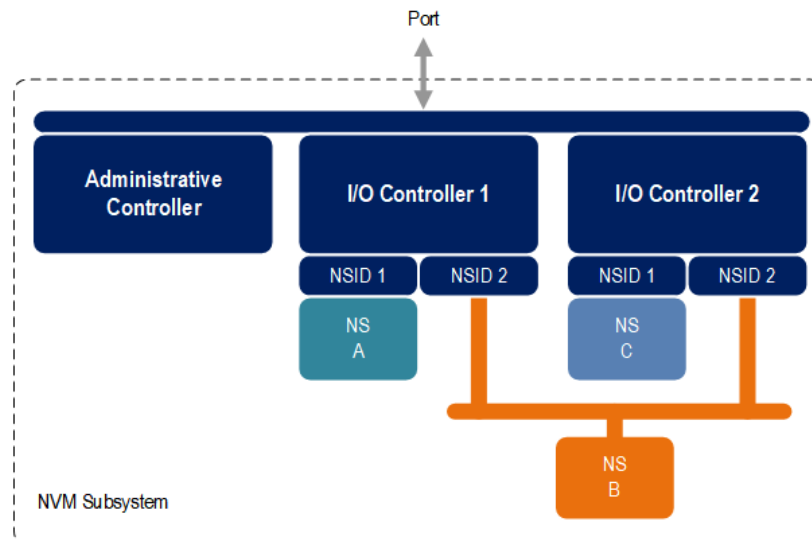 Port
Administrative
Controller
I/O Controller 1
I/O Controller 2
NSID 1
NSID 2
NSID 1
NSID 2
NS
A
NS
C
NS
B
NVM Subsystem